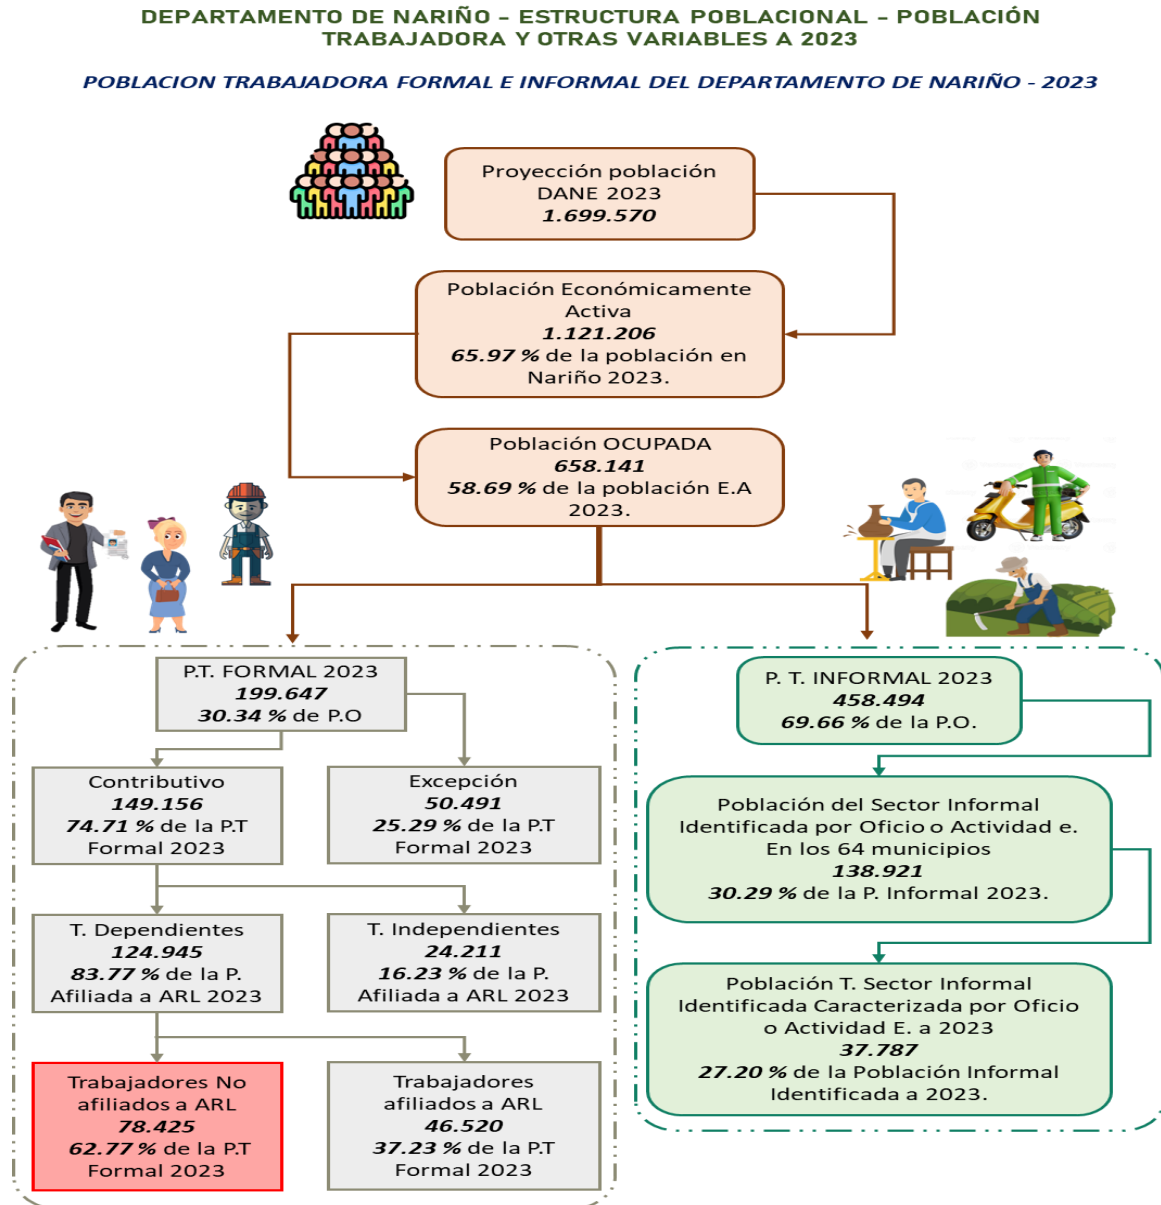 DEPARTAMENTO DE NARIÑO – ESTRUCTURA POBLACIONAL – POBLACIÓN
TRABAJADORA Y OTRAS VARIABLES A 2023
POBLACION TRABAJADORA FORMAL E INFORMAL DEL DEPARTAMENTO DE NARIÑO - 2023
Proyección población
DANE 2023
1.699.570
Población Económicamente
Activa
1.121.206
65.97 % de la población en
Nariño 2023.
Población OCUPADA
658.141
58.69 % de la población E.A
2023.
P.T. FORMAL 2023
199.647
30.34 % de P.O
Contributivo
149.156
74.71 % de la P.T
Formal 2023
Excepción
50.491
25.29 % de la P.T
Formal 2023
T. Dependientes
124.945
83.77 % de la P.
Afiliada a ARL 2023
T. Independientes
24.211
16.23 % de la P.
Afiliada a ARL 2023
Trabajadores No
afiliados a ARL
78.425
62.77 % de la P.T
Formal 2023
Trabajadores
afiliados a ARL
46.520
37.23 % de la P.T
Formal 2023
P. T. INFORMAL 2023
458.494
69.66 % de la P.O.
Población del Sector Informal
Identificada por Oficio o Actividad e.
En los 64 municipios
138.921
30.29 % de la P. Informal 2023.
Población T. Sector Informal
Identificada Caracterizada por Oficio
o Actividad E. a 2023
37.787
27.20 % de la Población Informal
Identificada a 2023.